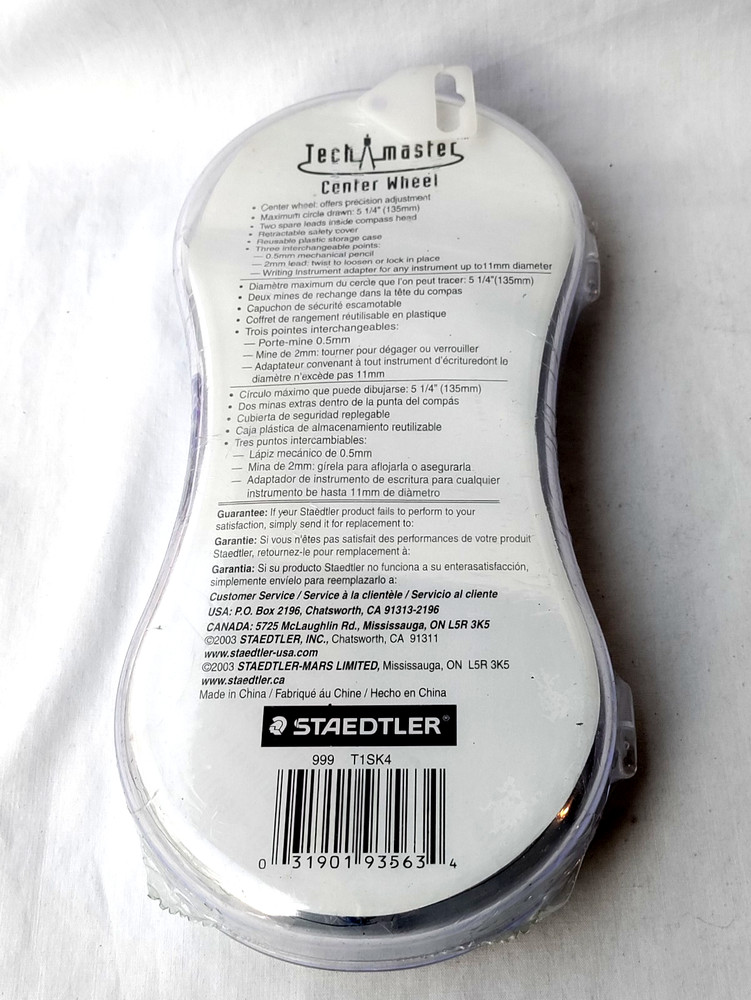 Tech master
Center Wheel
• Center wheel: offers precision adjustment
• Maximum circle drawn: 5 1/4" (135mm)
• Two spare leads inside compass head
• Retractable safety cover
• Reusable plastic storage case
• Three interchangeable points:
— 0.5mm mechanical pencil
— 2mm lead: twist to loosen or lock in place
— Writing Instrument adapter for any instrument up to11mm diameter
• Diamètre maximum du cercle que l'on peut tracer: 5 1/4"(135mm)
• Deux mines de rechange dans la tête du compas
• Capuchon de sécurité escamotable
• Coffret de rangement réutilisable en plastique
• Trois pointes interchangeables:
— Porte-mine 0.5mm
— Mine de 2mm: tourner pour dégager ou verrouiller
— Adaptateur convenant à tout instrument d'écrituredont le
diamètre n'excède pas 11mm
• Círculo máximo que puede dibujarse: 5 1/4" (135mm)
• Dos minas extras dentro de la punta del compás
• Cubierta de seguridad replegable
• Caja plástica de almacenamiento reutilizable
• Tres puntos intercambiables:
— Lápiz mecánico de 0.5mm
— Mina de 2mm: gírela para aflojarla o asegurarla
— Adaptador de instrumento de escritura para cualquier
instrumento be hasta 11mm de diàmetro
Guarantee: If your Staedtler product fails to perform to your
satisfaction, simply send it for replacement to:
Garantie: Si vous n'êtes pas satisfait des performances de votre produit
Staedtler, retournez-le pour remplacement à:
Garantia: Si su producto Staedtler no funciona a su enterasatisfacción,
simplemente envíelo para reemplazarlo a:
Customer Service / Service à la clientèle / Servicio al cliente
USA: P.O. Box 2196, Chatsworth, CA 91313-2196
CANADA: 5725 McLaughlin Rd., Mississauga, ON L5R 3K5
©2003 STAEDTLER, INC., Chatsworth, CA 91311
www.staedtler-usa.com
©2003 STAEDTLER-MARS LIMITED, Mississauga, ON L5R 3K5
www.staedtler.ca
Made in China / Fabriqué áu Chine / Hecho en China
STAEDTLER®
999 T1SK4
0 31901 93563 4